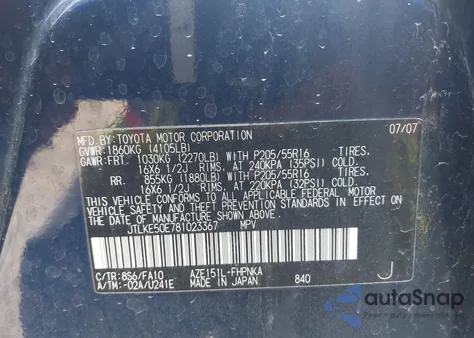 MFD.BY:TOYOTA MOTOR CORPORATION 07/07
GVWR: 1860KG (4105LB)
GAWR:FRT. 1030KG (2270LB) WITH P205/55R16 TIRES.
16X6 1/2J RIMS, AT 240KPA (35PSI) COLD.
RR. 855KG (1880LB) WITH P205/55R16 TIRES.
16X6 1/2J RIMS, AT 220KPA (32PSI) COLD.
THIS VEHICLE CONFORMS TO ALL APPLICABLE FEDERAL MOTOR
VEHICLE SAFETY, BUMPER, AND THEFT PREVENTION STANDARDS IN
EFFECT ON THE DATE OF MANUFACTURE SHOWN ABOVE.
JTLKE50E781023367 MPV
C/TR:8S6/FA10 AZE151L-FHPNKA
A/TM:-02A/U241E MADE IN JAPAN 840 J
autoSnap